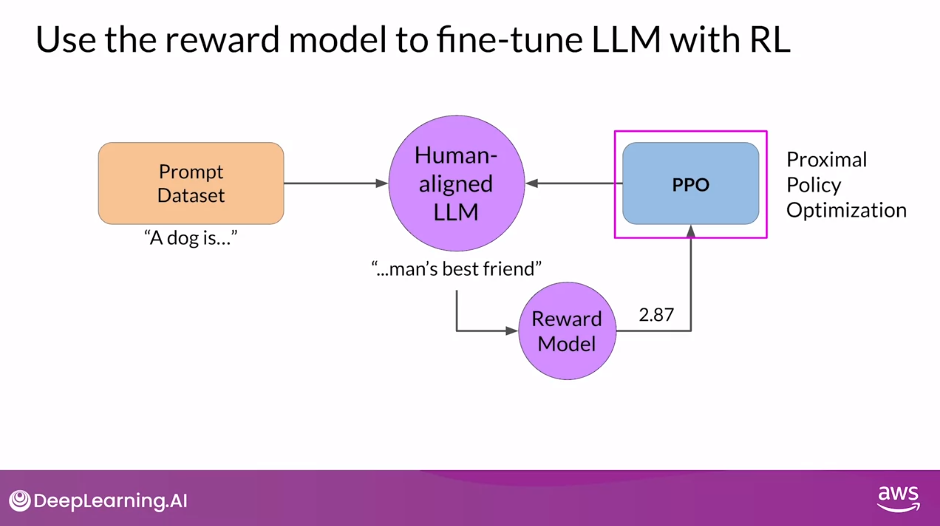 Use the reward model to fine-tune LLM with RL
Prompt
Dataset
“A dog is...”
Human-
aligned
LLM
“...man’s best friend”
PPO
Proximal
Policy
Optimization
Reward
Model
2.87
DeepLearning.AI
aws